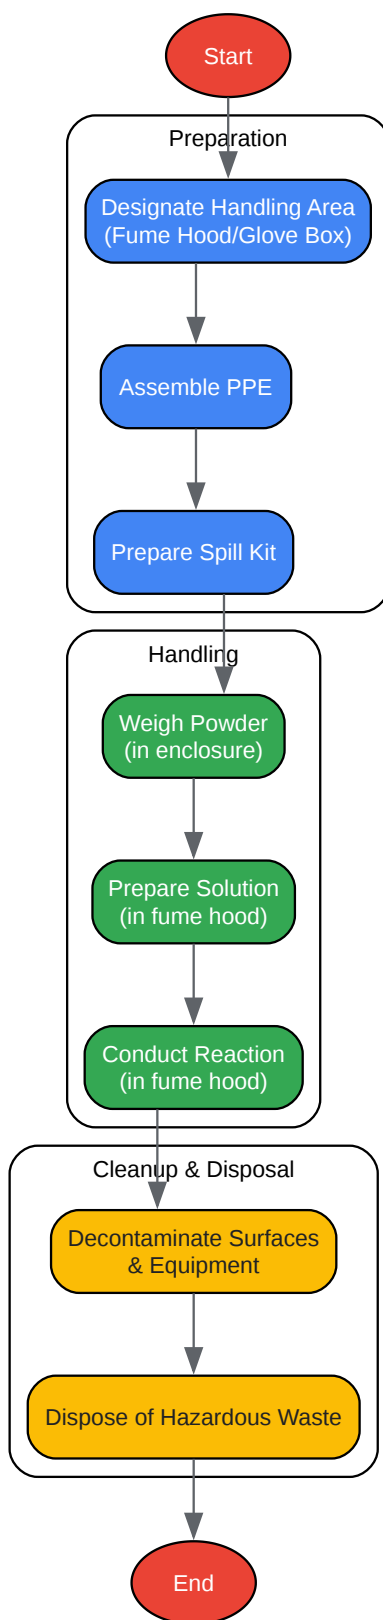 Start
Preparation
Designate Handling Area
(Fume Hood/Glove Box)
Assemble PPE
Prepare Spill Kit
Handling
Weigh Powder
(in enclosure)
Prepare Solution
(in fume hood)
Conduct Reaction
(in fume hood)
Cleanup & Disposal
Decontaminate Surfaces
& Equipment
Dispose of Hazardous Waste
End